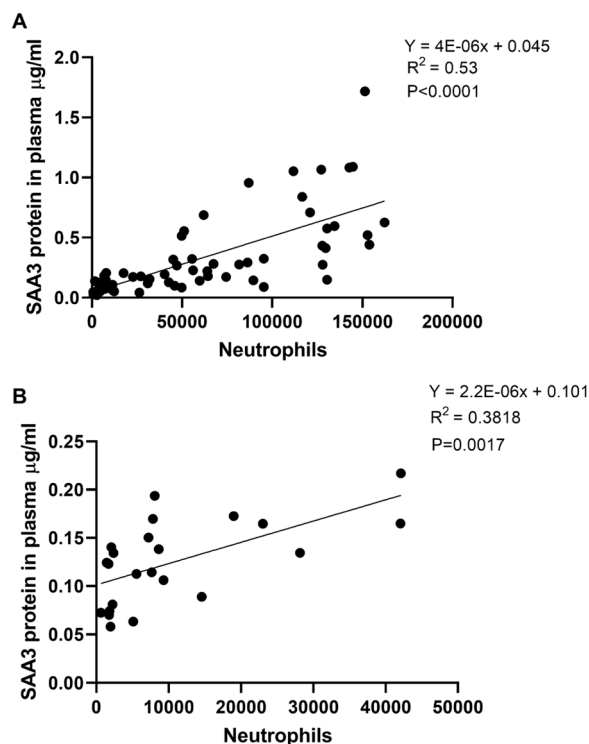 A
Y = 4E-06x + 0.045
R² = 0.53
P<0.0001
SAA3 protein in plasma μg/ml
2.0
1.5
1.0
0.5
0.0
0 50000 100000 150000 200000
Neutrophils
B
Y = 2.2E-06x + 0.101
R² = 0.3818
P=0.0017
SAA3 protein in plasma μg/ml
0.25
0.20
0.15
0.10
0.05
0.00
0 10000 20000 30000 40000 50000
Neutrophils